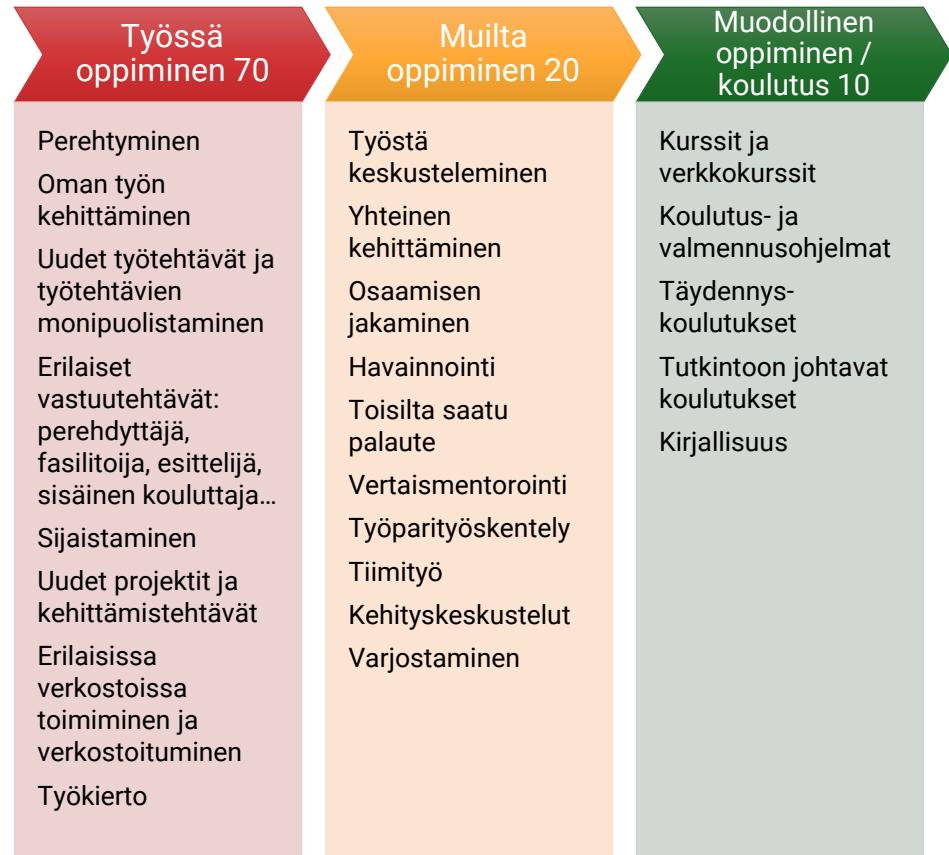 Työssä
oppiminen 70
Perehtyminen
Oman työn
kehittäminen
Uudet työtehtävät ja
työtehtävien
monipuolistaminen
Erilaiset
vastuutehtävät:
perehdyttäjä,
fasilitoija, esittelijä,
sisäinen kouluttaja…
Sijaistaminen
Uudet projektit ja
kehittämistehtävät
Erilaisissa
verkostoissa
toimiminen ja
verkostoituminen
Työkierto
Muilta
oppiminen 20
Työstä
keskusteleminen
Yhteinen
kehittäminen
Osaamisen
jakaminen
Havainnointi
Toisilta saatu
palaute
Vertaismentorointi
Työparityöskentely
Tiimityö
Kehityskeskustelut
Varjostaminen
Muodollinen
oppiminen /
koulutus 10
Kurssit ja
verkkokurssit
Koulutus- ja
valmennusohjelmat
Täydennys-
koulutukset
Tutkintoon johtavat
koulutukset
Kirjallisuus